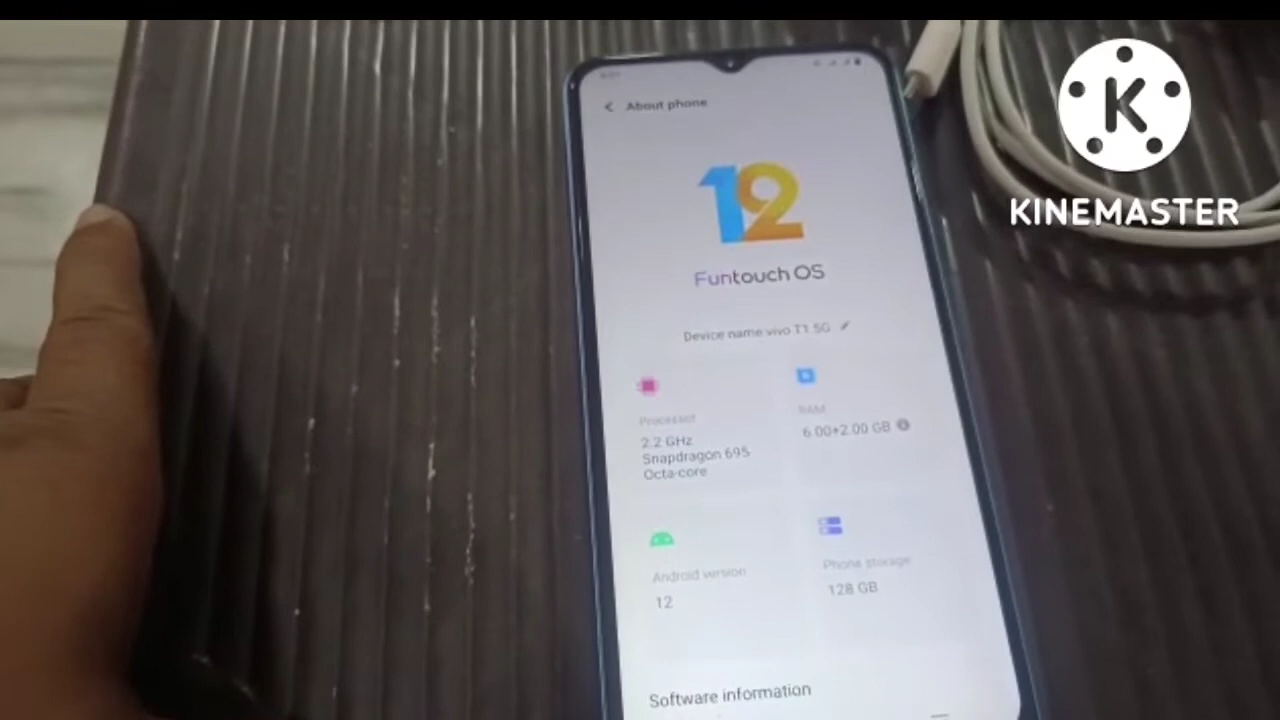 About phone
K
KINEMASTER
12
Funtouch OS
Device name vivo T1 5G
Processor
2.2 GHz
Snapdragon 695
Octa-core
RAM
6.00+2.00 GB
Android version
12
Phone storage
128 GB
Software information